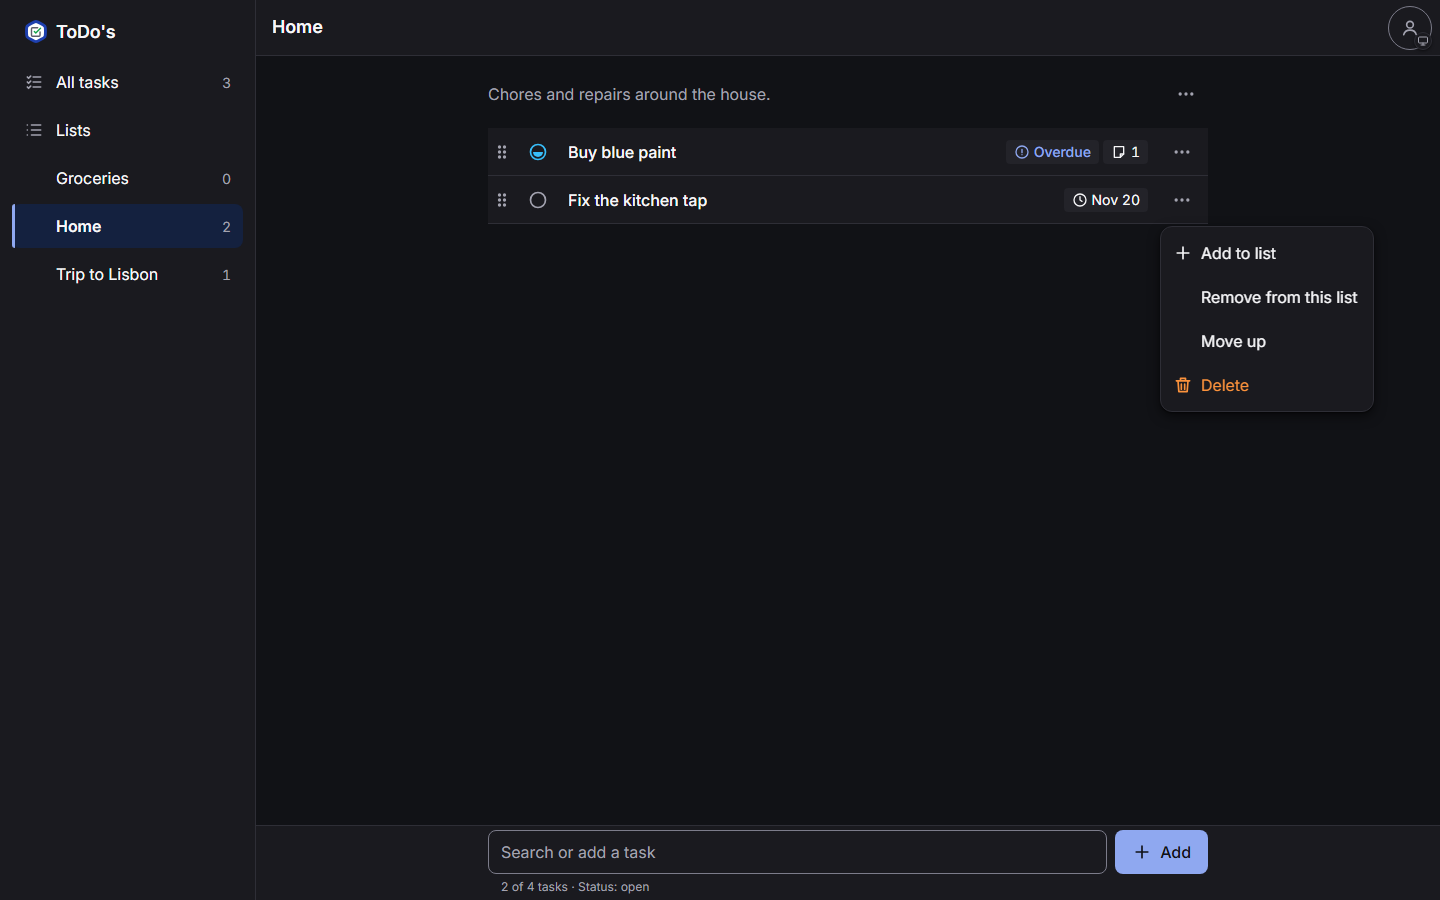 ToDo's
All tasks 3
Lists
Groceries 0
Home 2
Trip to Lisbon 1
Home
Chores and repairs around the house.
Buy blue paint Overdue 1
Fix the kitchen tap Nov 20
Add to list
Remove from this list
Move up
Delete
Search or add a task
Add
2 of 4 tasks · Status: open